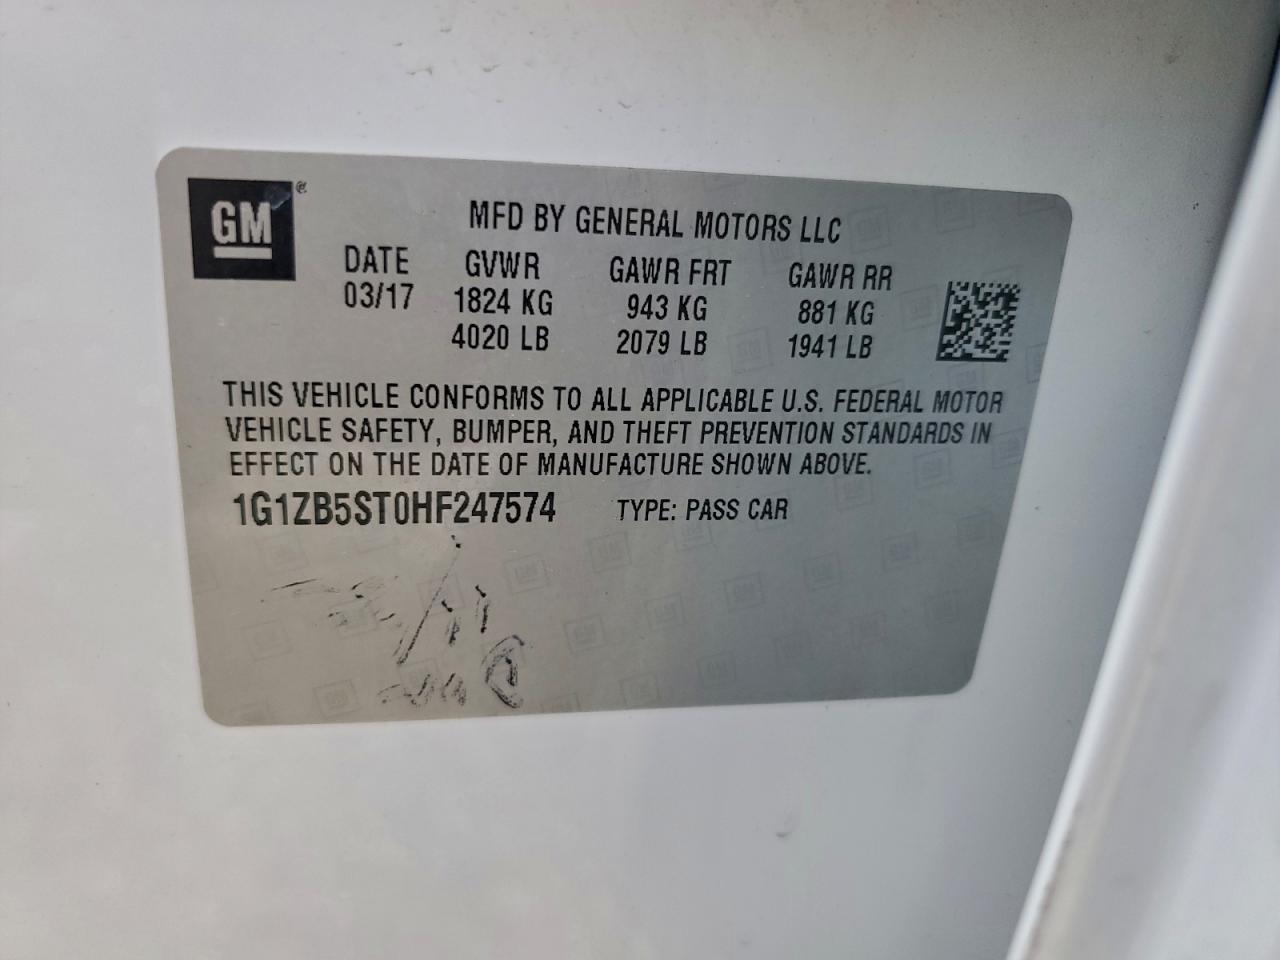 GM ®
MFD BY GENERAL MOTORS LLC
DATE GVWR GAWR FRT GAWR RR
03/17 1824 KG 943 KG 881 KG
4020 LB 2079 LB 1941 LB
THIS VEHICLE CONFORMS TO ALL APPLICABLE U.S. FEDERAL MOTOR
VEHICLE SAFETY, BUMPER, AND THEFT PREVENTION STANDARDS IN
EFFECT ON THE DATE OF MANUFACTURE SHOWN ABOVE.
1G1ZB5ST0HF247574 TYPE: PASS CAR